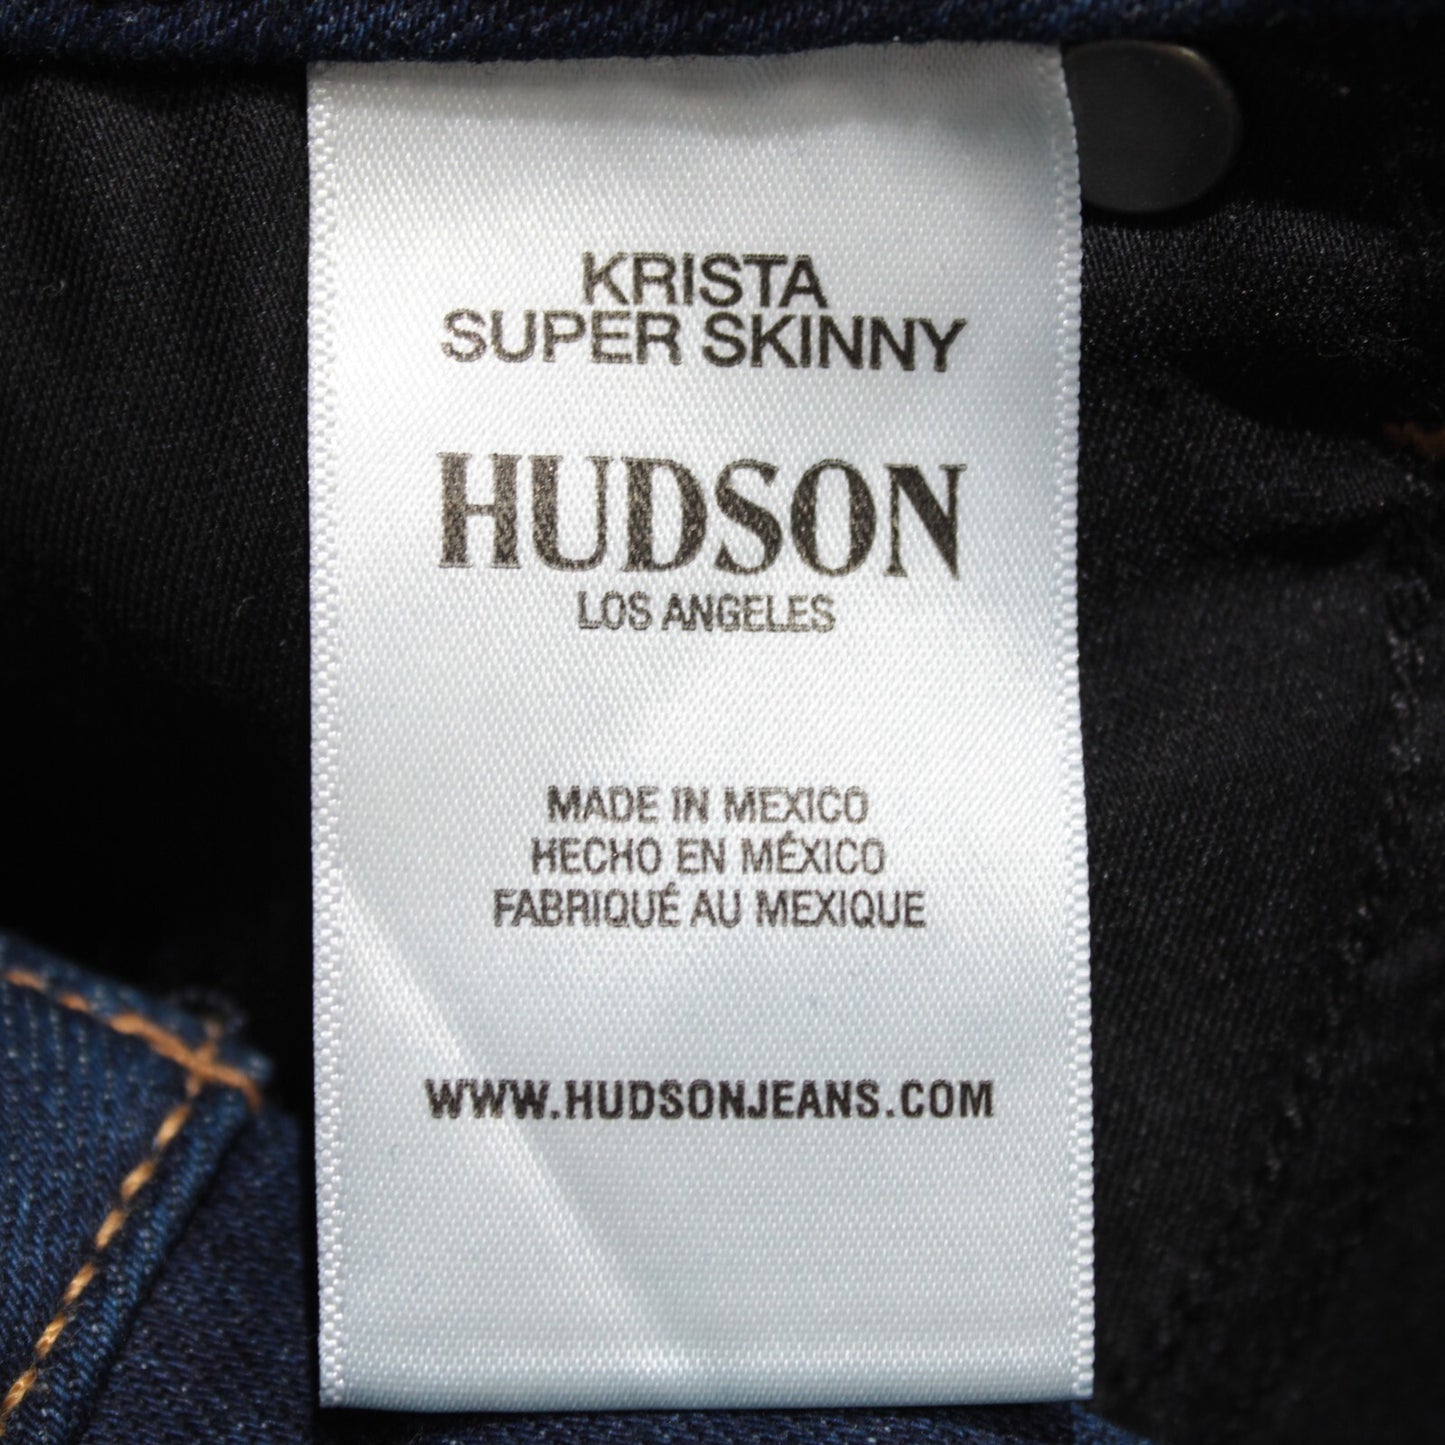 KRISTA
SUPER SKINNY
HUDSON
LOS ANGELES
MADE IN MEXICO
HECHO EN MÉXICO
FABRIQUÉ AU MEXIQUE
WWW.HUDSONJEANS.COM